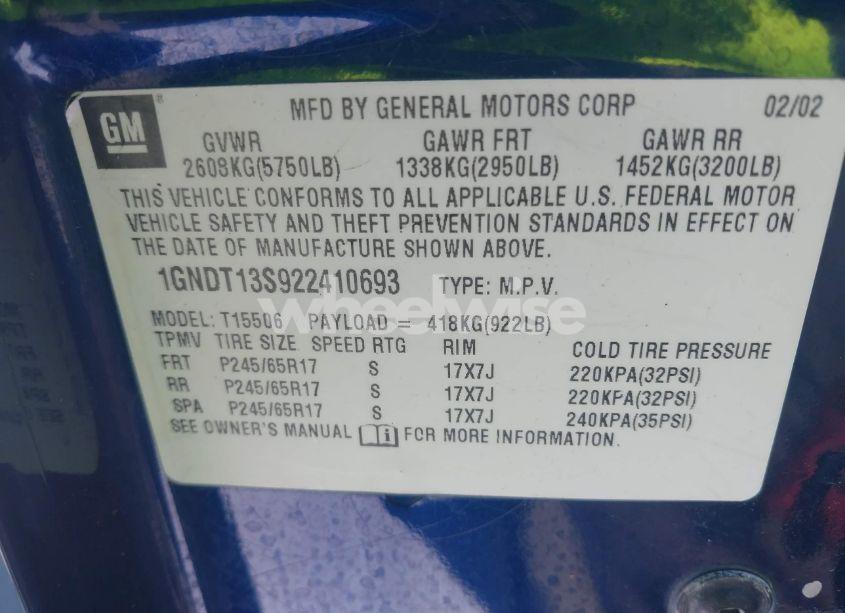 GM ® MFD BY GENERAL MOTORS CORP 02/02
GVWR GAWR FRT GAWR RR
2608KG(5750LB) 1338KG(2950LB) 1452KG(3200LB)
THIS VEHICLE CONFORMS TO ALL APPLICABLE U.S. FEDERAL MOTOR
VEHICLE SAFETY AND THEFT PREVENTION STANDARDS IN EFFECT ON
THE DATE OF MANUFACTURE SHOWN ABOVE.
1GNDT13S922410693 TYPE: M.P.V.
wheelwise
MODEL: T15506 PAYLOAD = 418KG(922LB)
TPMV TIRE SIZE SPEED RTG RIM COLD TIRE PRESSURE
FRT P245/65R17 S 17X7J 220KPA(32PSI)
RR P245/65R17 S 17X7J 220KPA(32PSI)
SPA P245/65R17 S 17X7J 240KPA(35PSI)
SEE OWNER'S MANUAL FOR MORE INFORMATION.